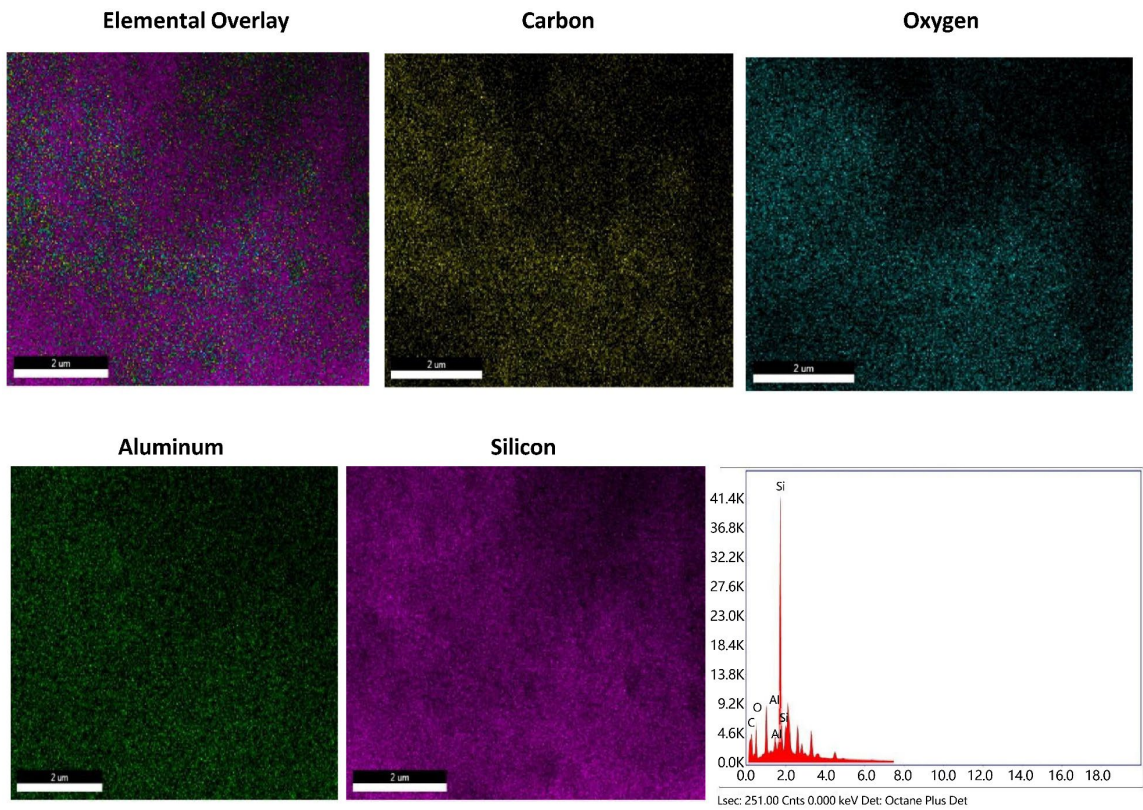 Elemental Overlay
Carbon
Oxygen
2 um
2 um
2 um
Aluminum
Silicon
2 um
2 um
41.4K
36.8K
32.2K
27.6K
23.0K
18.4K
13.8K
9.2K
4.6K
0.0K
Si
Al
O
Si
C
Al
0.0 2.0 4.0 6.0 8.0 10.0 12.0 14.0 16.0 18.0
Lsec: 251.00 Cnts 0.000 keV Det: Octane Plus Det